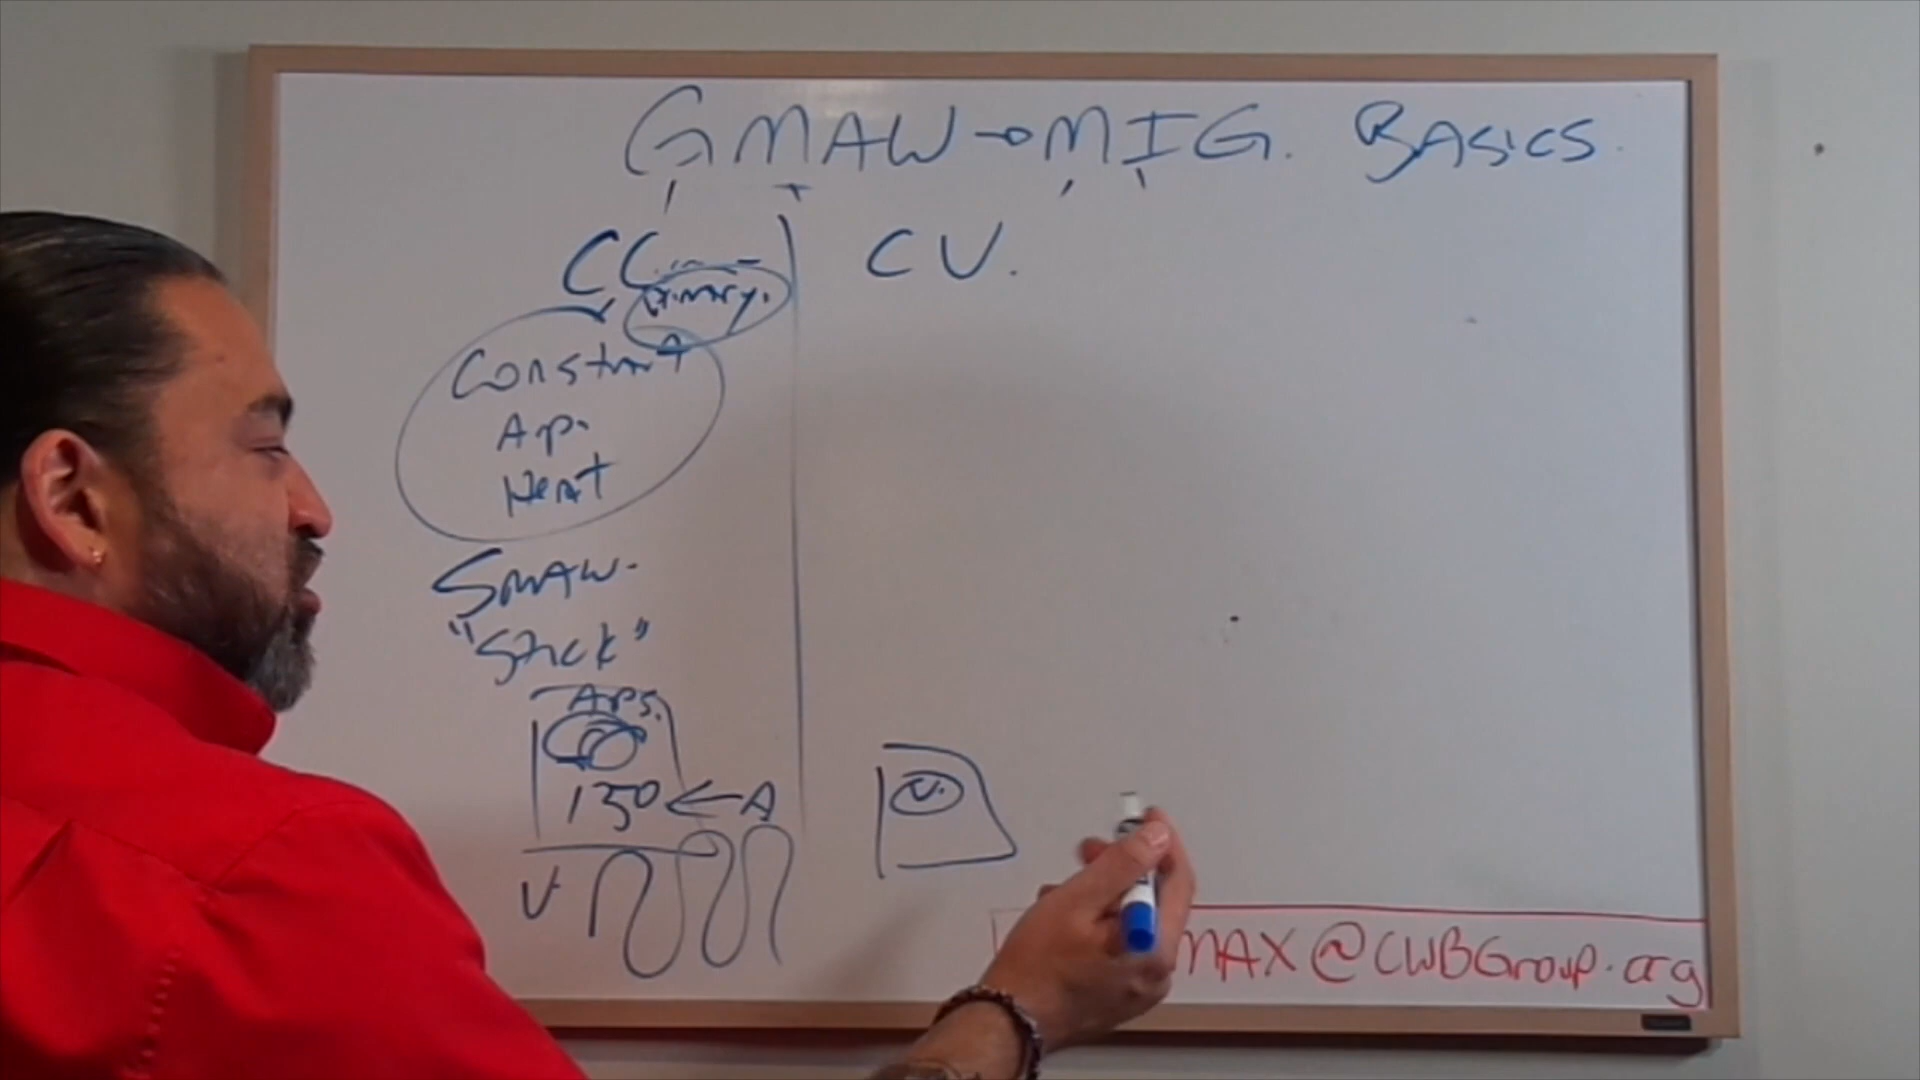 GMAW → MIG. BASICS.
CC
CV.
Primary.
Constant
Amp.
Heat
SMAW.
"Stick"
Amps.
150 ← A
V
V.
MAX@CWBGroup.org